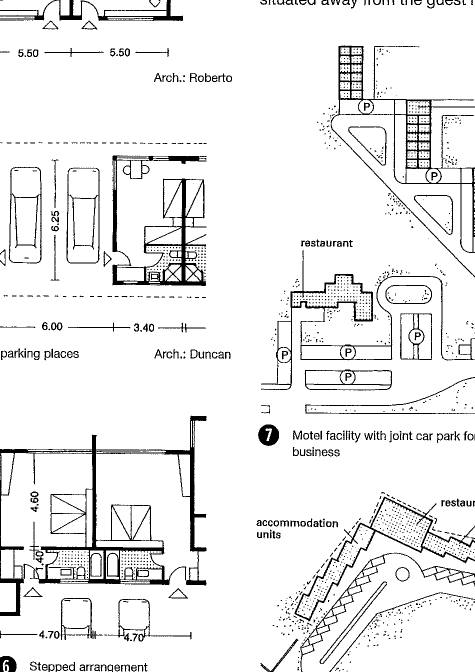 situated away from the guest
5.50
5.50
Arch.: Roberto
6.25
6.00
3.40
parking places
Arch.: Duncan
4.60
.40
4.70
4.70
6 Stepped arrangement
P
P
P
restaurant
P
P
P
P
7 Motel facility with joint car park fo
business
restau
accommodation
units